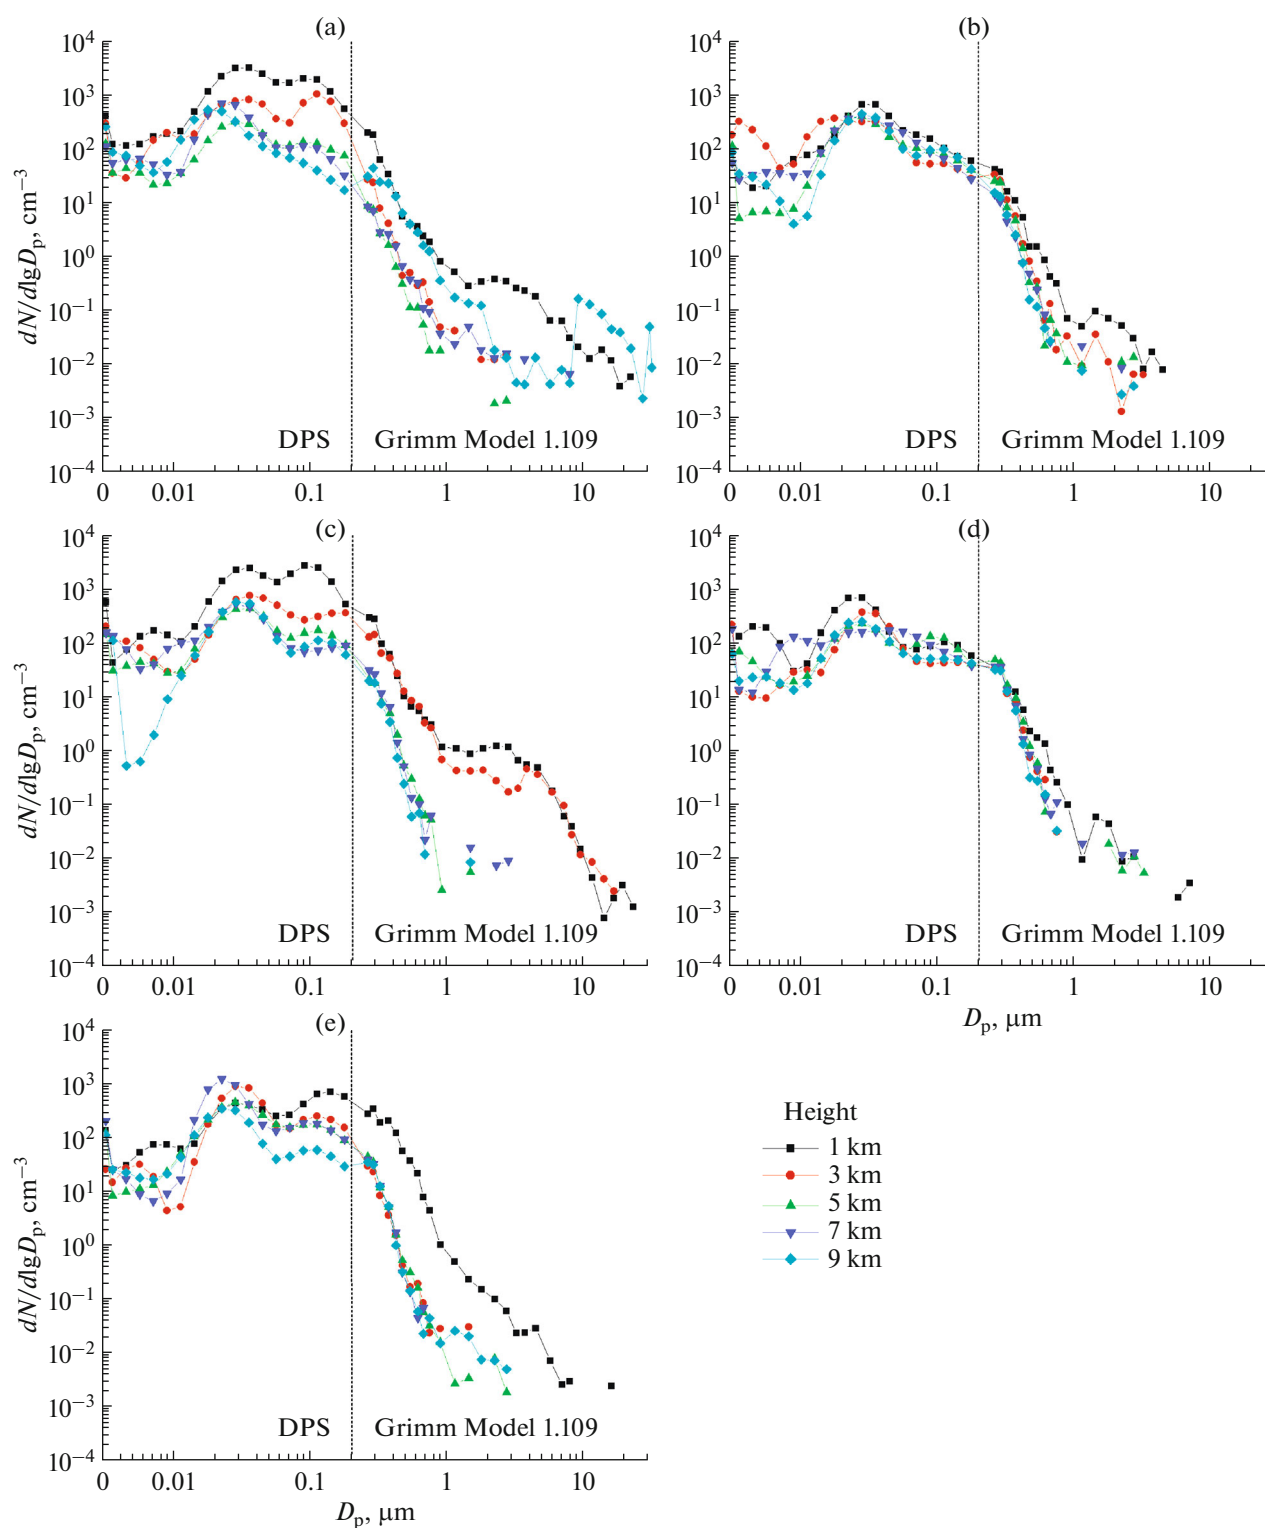 (a)
10⁴
10³
10²
10¹
10⁰
10⁻¹
10⁻²
10⁻³
10⁻⁴
dN/dlgDₚ, cm⁻³
DPS
Grimm Model 1.109
0 0.01 0.1 1 10
(b)
10⁴
10³
10²
10¹
10⁰
10⁻¹
10⁻²
10⁻³
10⁻⁴
DPS
Grimm Model 1.109
0 0.01 0.1 1 10
(c)
10⁴
10³
10²
10¹
10⁰
10⁻¹
10⁻²
10⁻³
10⁻⁴
dN/dlgDₚ, cm⁻³
DPS
Grimm Model 1.109
0 0.01 0.1 1 10
(d)
10⁴
10³
10²
10¹
10⁰
10⁻¹
10⁻²
10⁻³
10⁻⁴
DPS
Grimm Model 1.109
0 0.01 0.1 1 10
Dₚ, μm
(e)
10⁴
10³
10²
10¹
10⁰
10⁻¹
10⁻²
10⁻³
10⁻⁴
dN/dlgDₚ, cm⁻³
DPS
Grimm Model 1.109
0 0.01 0.1 1 10
Dₚ, μm
Height
1 km
3 km
5 km
7 km
9 km